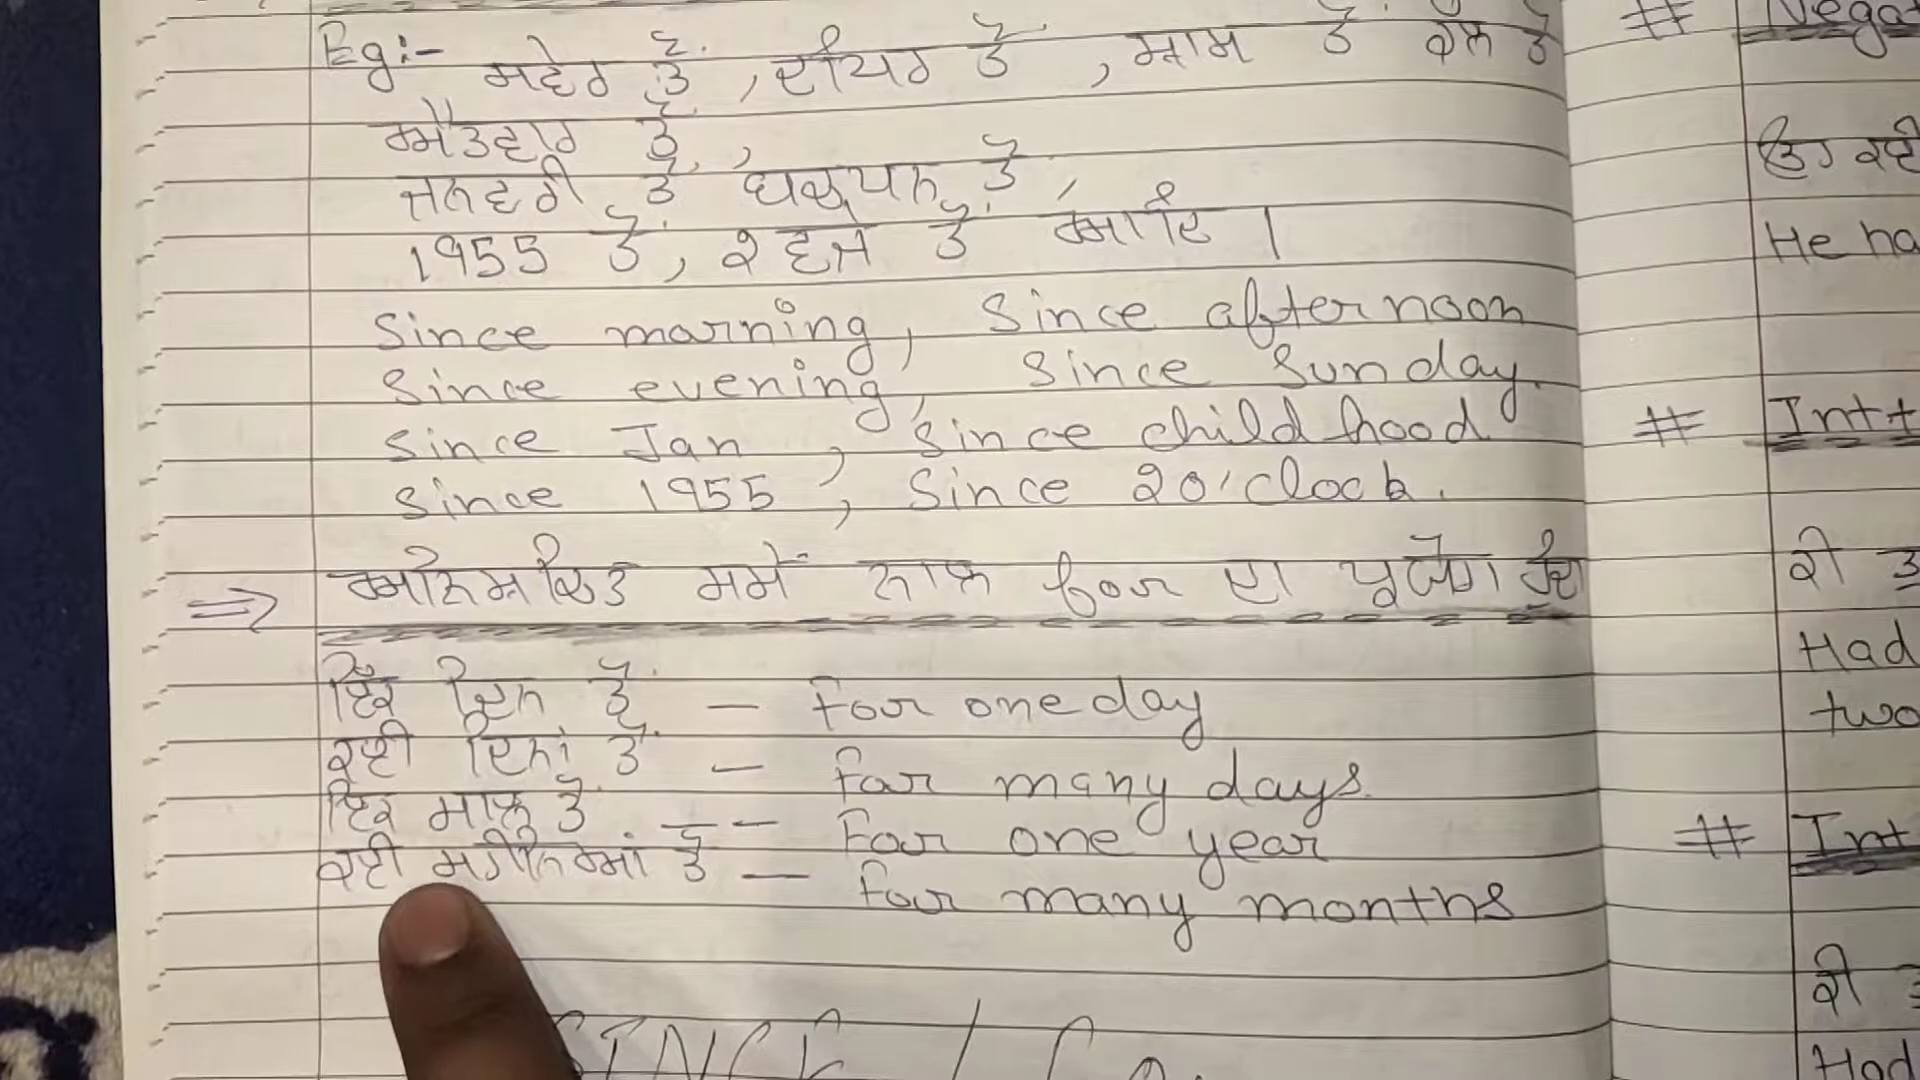 Eg:- ਸਵੇਰ ਤੋਂ, ਦੁਪਿਹਰ ਤੋਂ, ਸ਼ਾਮ ਤੋਂ ਕੱਲ ਤੋਂ
ਐਤਵਾਰ ਤੋਂ,
ਜਨਵਰੀ ਤੋਂ ਬਚਪਨ ਤੋਂ,
1955 ਤੋਂ, 2 ਵਜੇ ਤੋਂ ਆਦਿ।
Since morning, Since afternoon
Since evening, Since Sunday.
Since Jan, Since childhood
Since 1955, Since 2 O'clock.
⇒ ਅਨਿਸ਼ਚਿਤ ਸਮੇਂ ਨਾਲ for ਦਾ ਪ੍ਰਯੋਗ
ਇੱਕ ਦਿਨ ਤੋਂ. — For one day
ਕਈ ਦਿਨਾਂ ਤੋਂ — For many days.
ਇੱਕ ਸਾਲ ਤੋਂ — For one year
ਕਈ ਮਹੀਨਿਆਂ ਤੋਂ — For many months
SINCE /
#
He ha
#
Had
two
# Int
Had